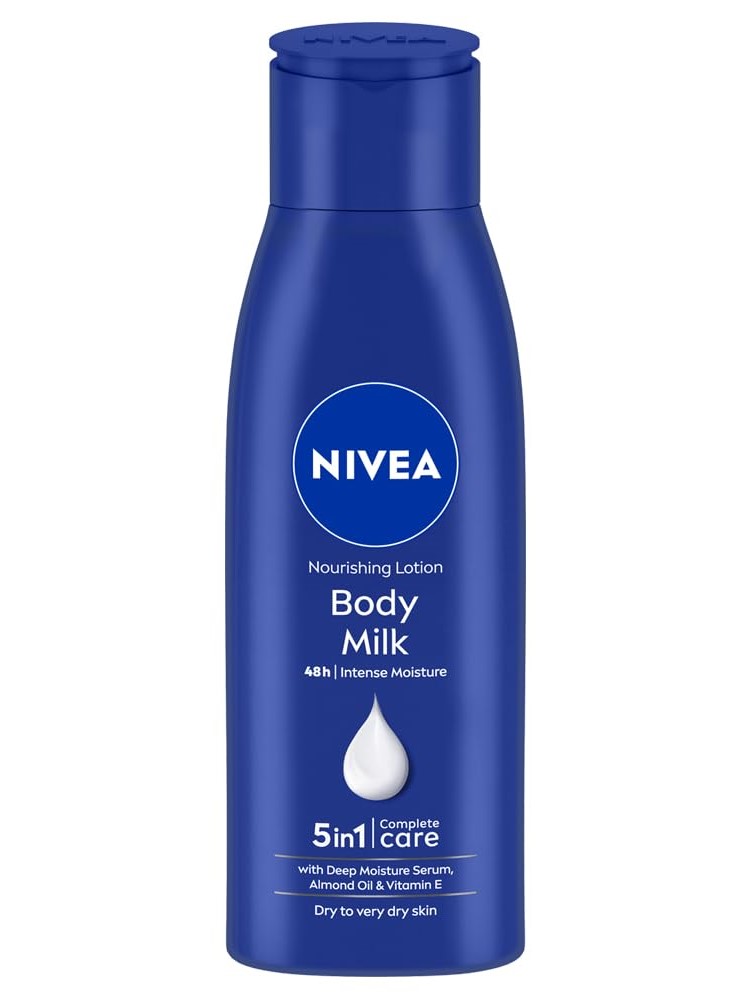 NIVEA
NIVEA
Nourishing Lotion
Body
Milk
48h | Intense Moisture
5in1 | Complete
care
with Deep Moisture Serum,
Almond Oil & Vitamin E
Dry to very dry skin